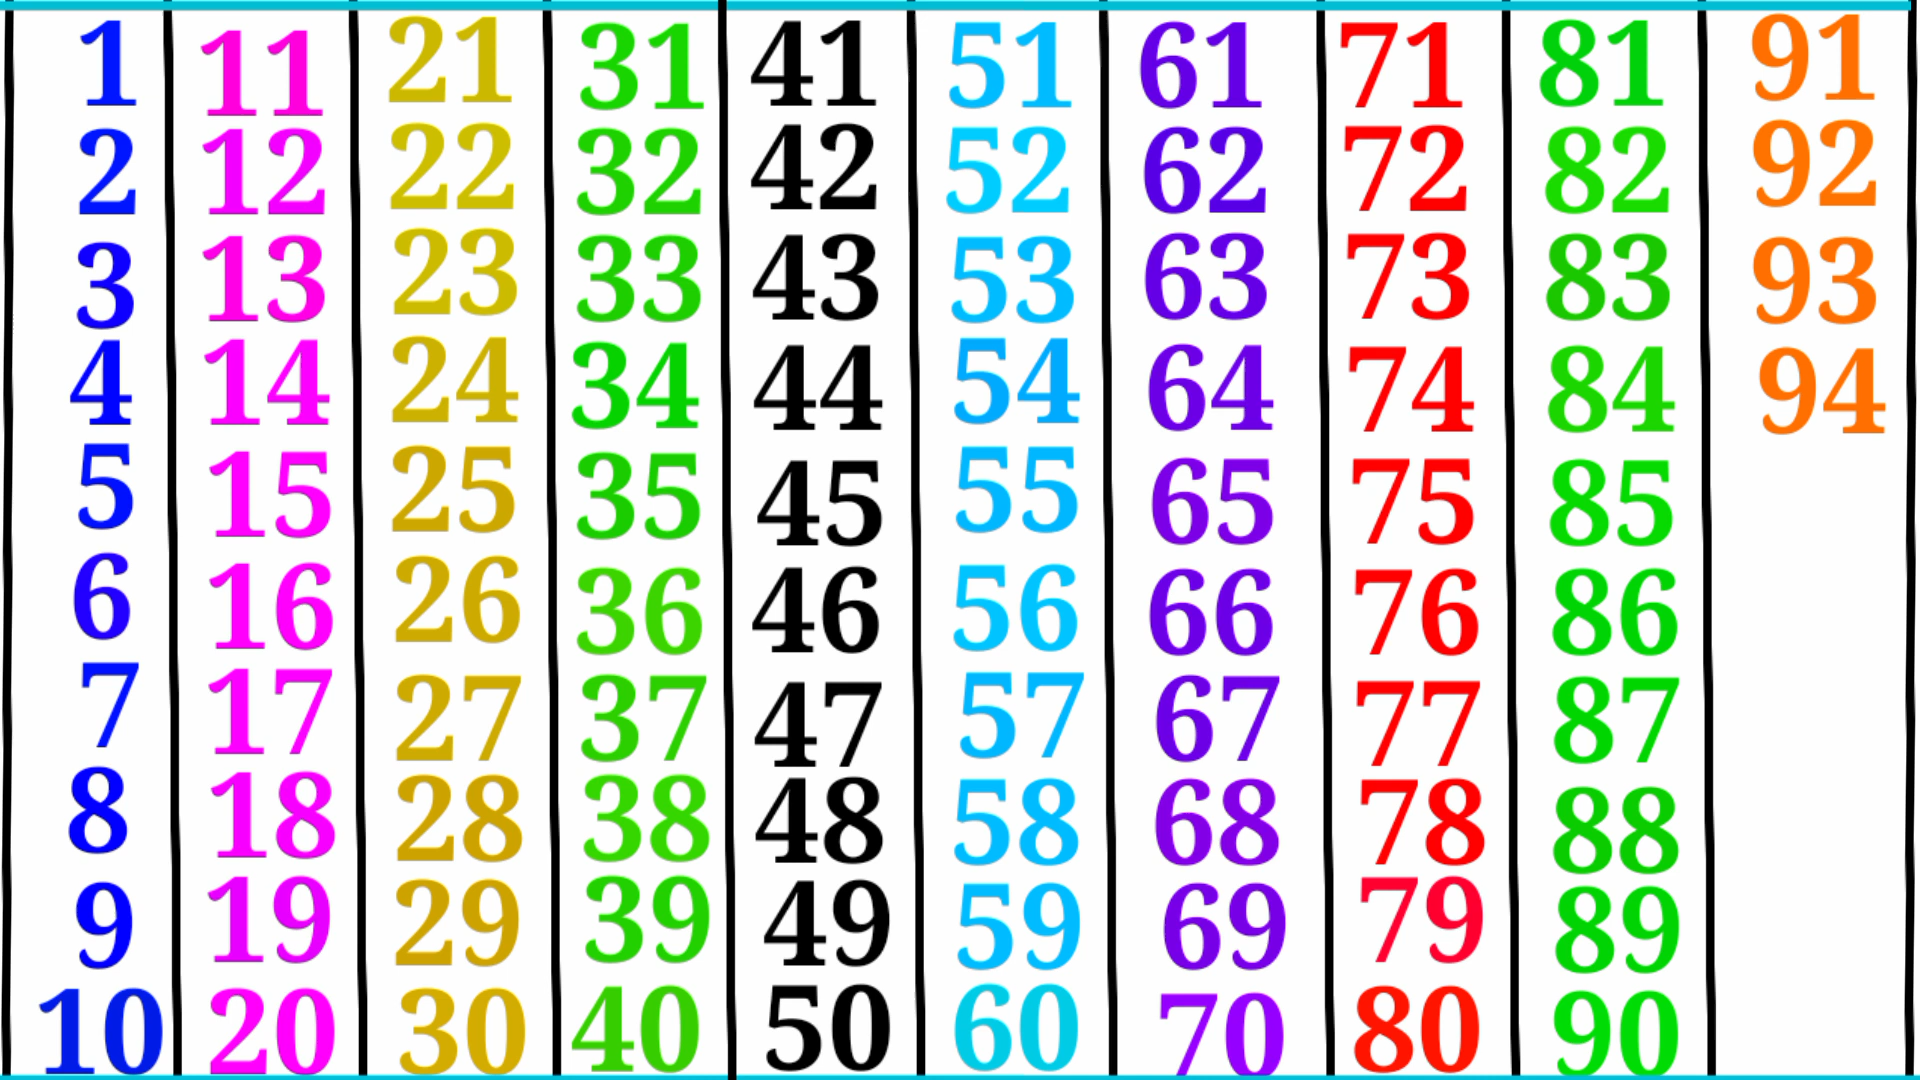 1 11 21 31 41 51 61 71 81 91
2 12 22 32 42 52 62 72 82 92
3 13 23 33 43 53 63 73 83 93
4 14 24 34 44 54 64 74 84 94
5 15 25 35 45 55 65 75 85
6 16 26 36 46 56 66 76 86
7 17 27 37 47 57 67 77 87
8 18 28 38 48 58 68 78 88
9 19 29 39 49 59 69 79 89
10 20 30 40 50 60 70 80 90